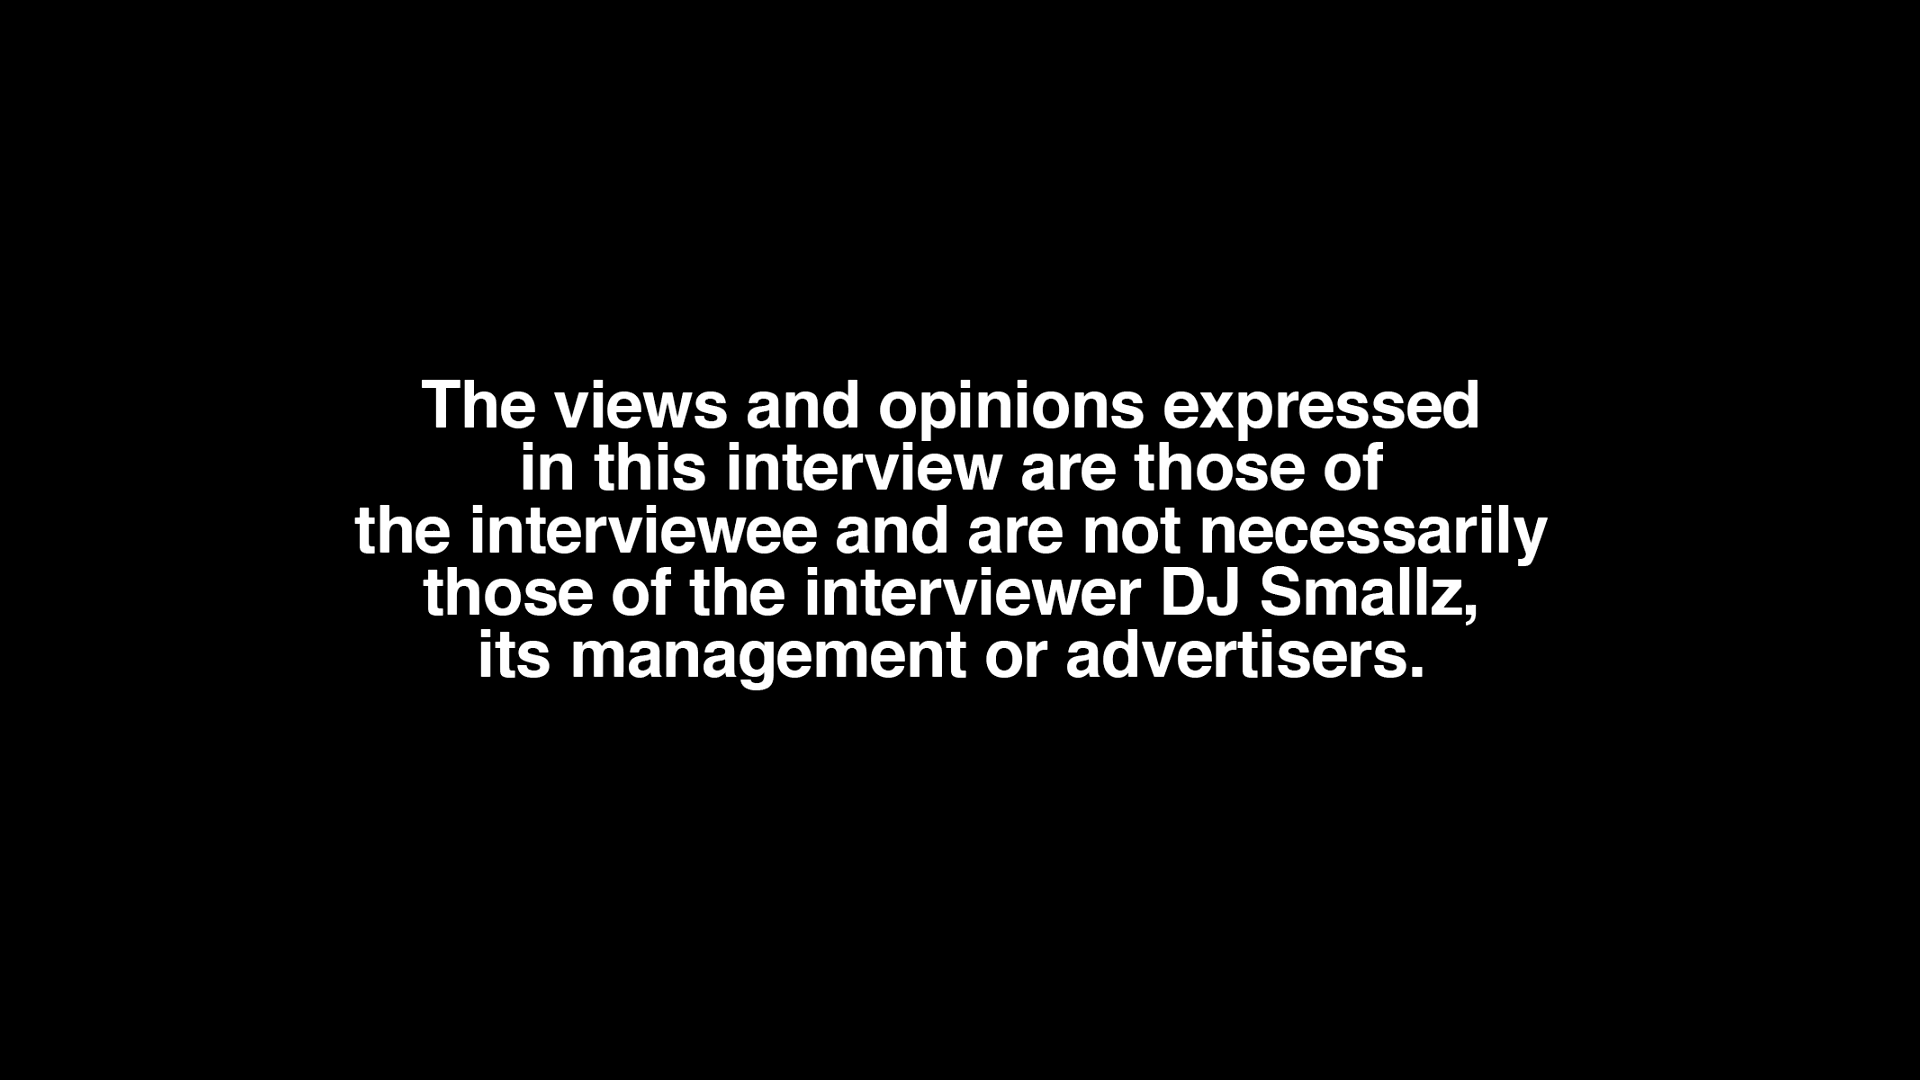 The views and opinions expressed
in this interview are those of
the interviewee and are not necessarily
those of the interviewer DJ Smallz,
its management or advertisers.